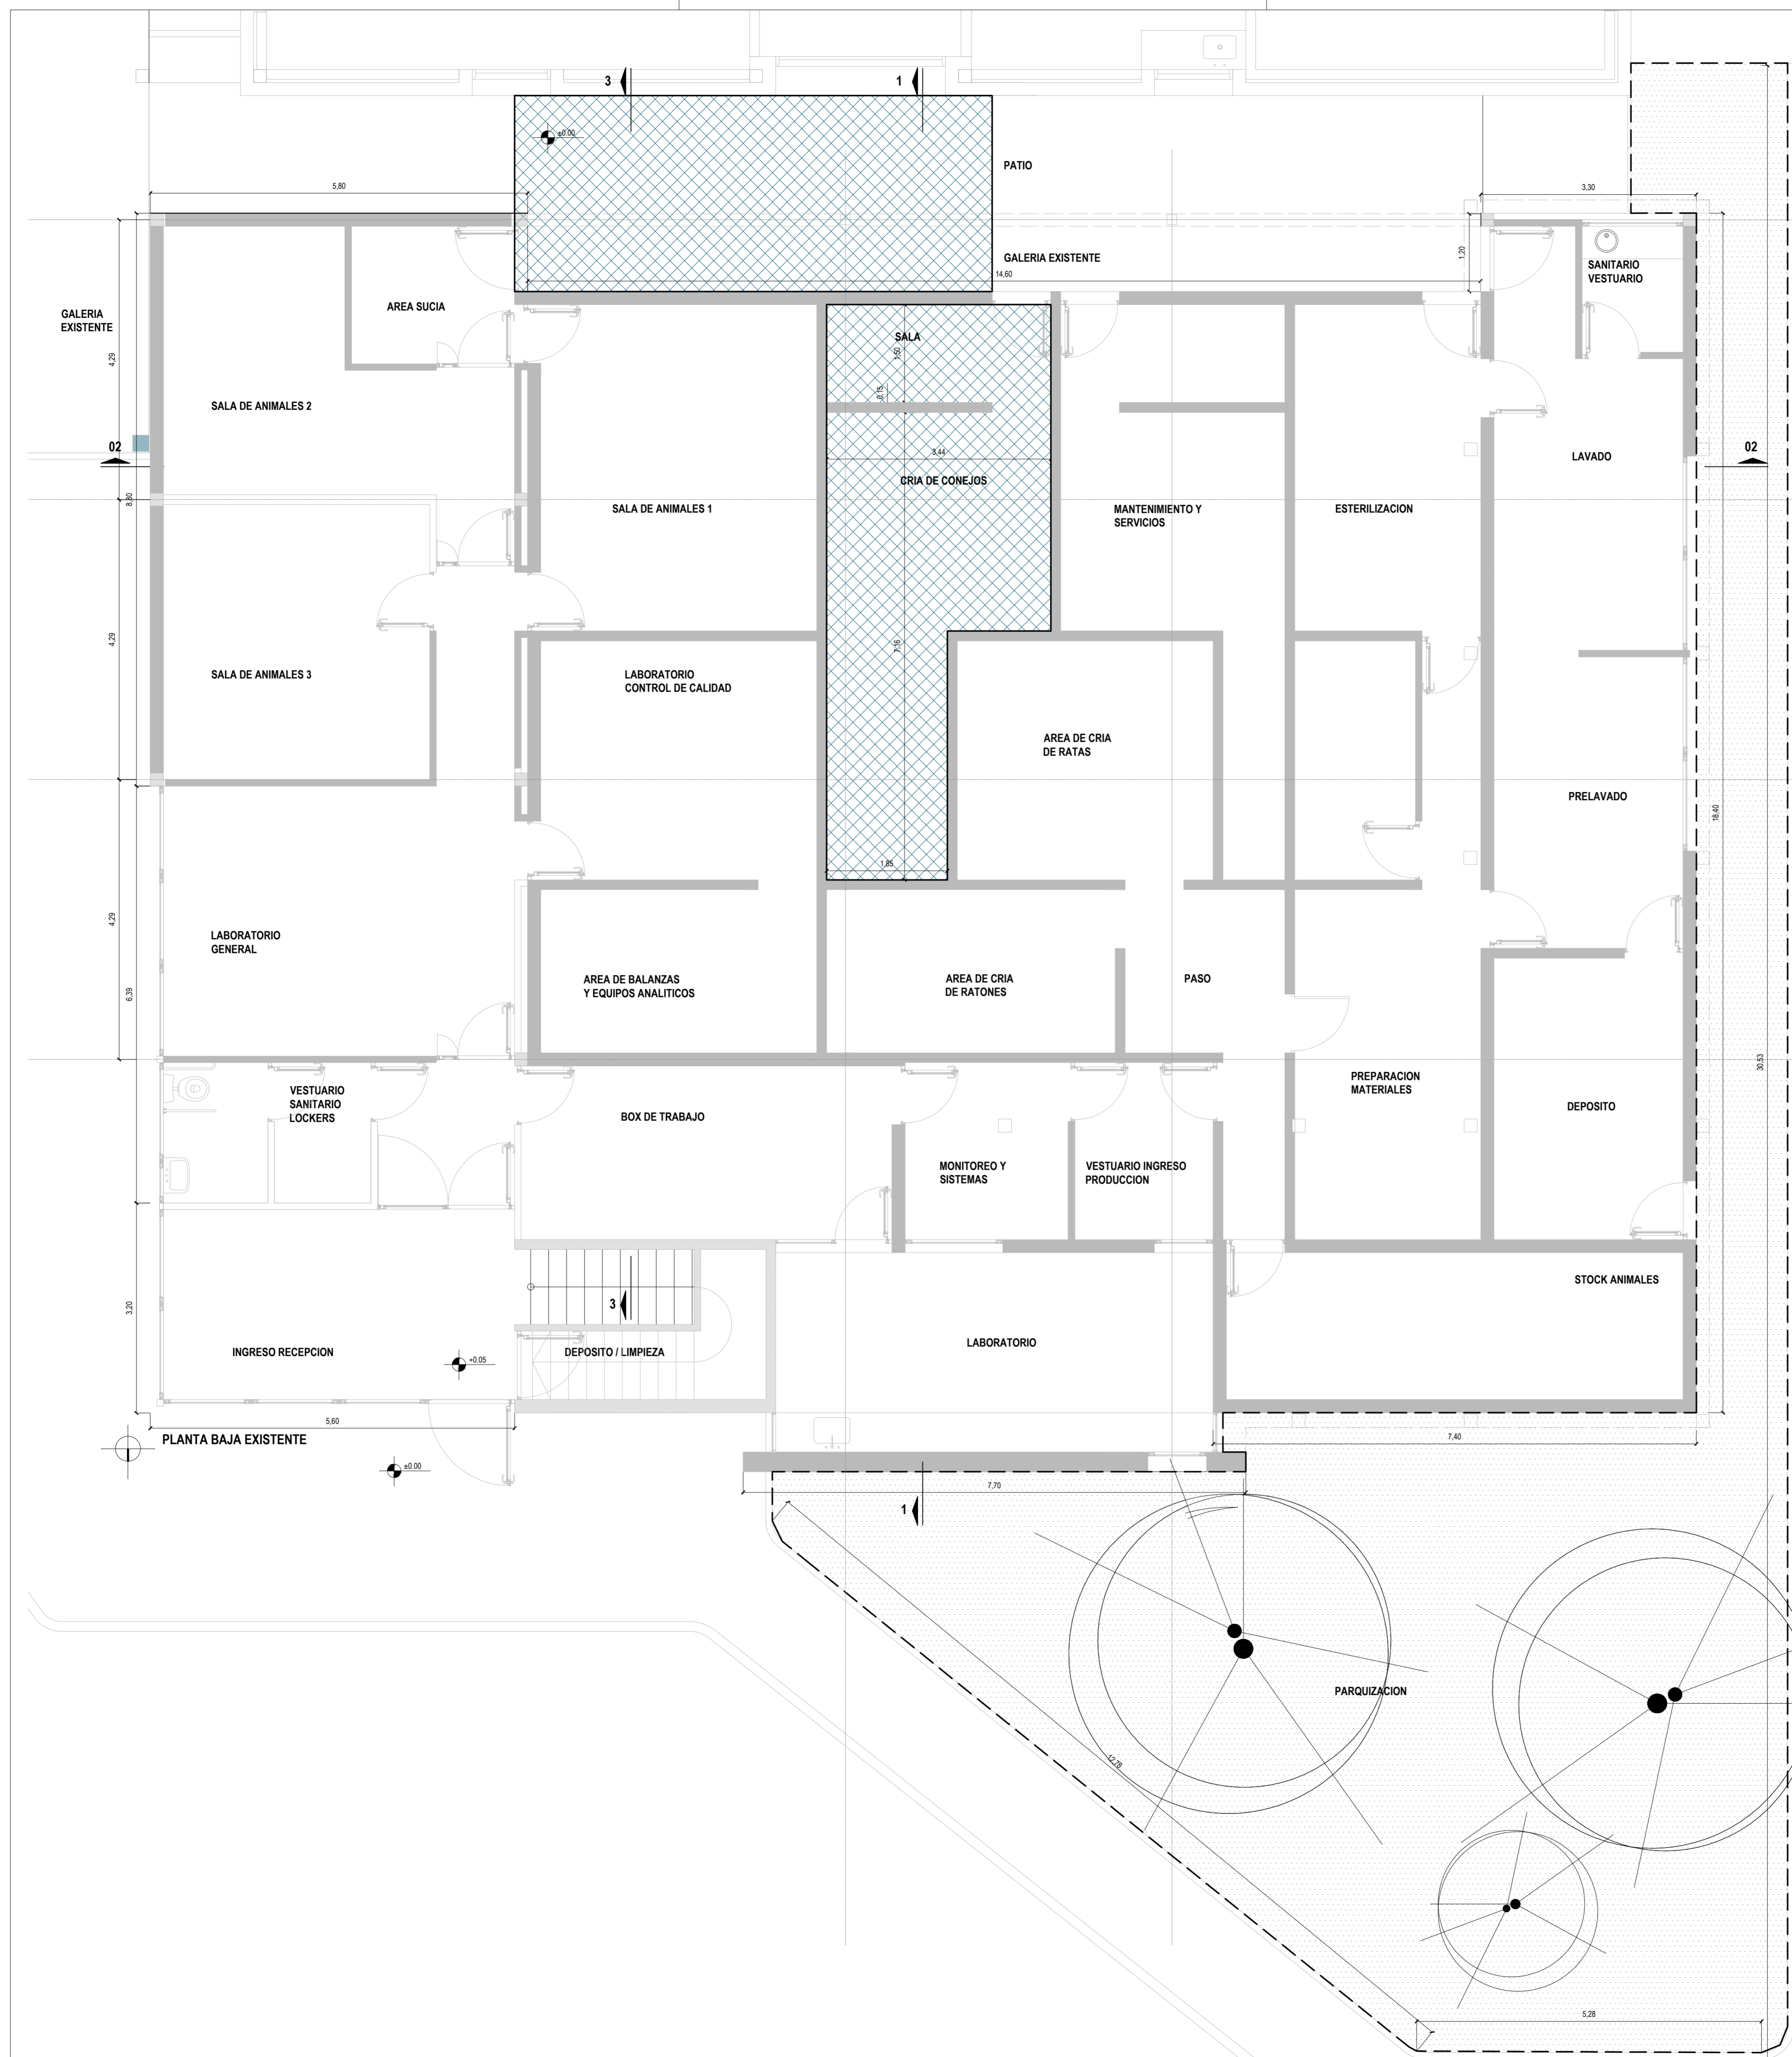 3
1
±0.00
PATIO
5,80
3,30
GALERIA EXISTENTE
14,60
1,20
SANITARIO
VESTUARIO
GALERIA
EXISTENTE
AREA SUCIA
SALA
1,50
0,15
4,29
SALA DE ANIMALES 2
02
8,80
3,44
CRIA DE CONEJOS
LAVADO
02
SALA DE ANIMALES 1
MANTENIMIENTO Y
SERVICIOS
ESTERILIZACION
4,29
7,16
SALA DE ANIMALES 3
LABORATORIO
CONTROL DE CALIDAD
AREA DE CRIA
DE RATAS
PRELAVADO
18,40
1,85
4,29
LABORATORIO
GENERAL
6,39
AREA DE BALANZAS
Y EQUIPOS ANALITICOS
AREA DE CRIA
DE RATONES
PASO
30,53
VESTUARIO
SANITARIO
LOCKERS
BOX DE TRABAJO
PREPARACION
MATERIALES
DEPOSITO
MONITOREO Y
SISTEMAS
VESTUARIO INGRESO
PRODUCCION
3,20
3
STOCK ANIMALES
INGRESO RECEPCION
+0.05
DEPOSITO / LIMPIEZA
LABORATORIO
5,60
PLANTA BAJA EXISTENTE
±0.00
7,40
7,70
1
PARQUIZACION
12,78
5,28